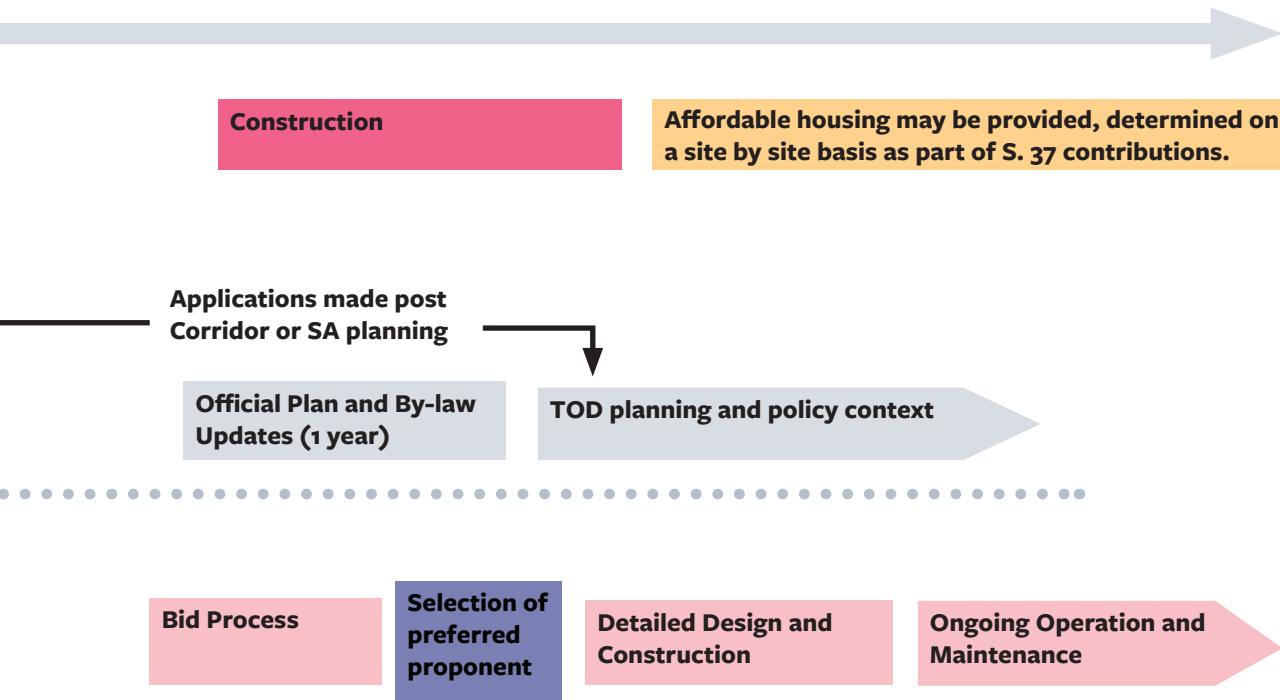 Construction
Affordable housing may be provided, determined on
a site by site basis as part of S. 37 contributions.
Applications made post
Corridor or SA planning
Official Plan and By-law
Updates (1 year)
TOD planning and policy context
Bid Process
Selection of
preferred
proponent
Detailed Design and
Construction
Ongoing Operation and
Maintenance